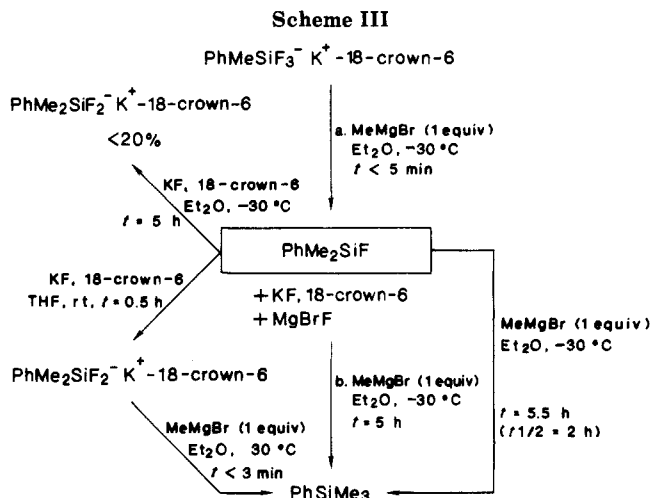 Scheme III
PhMeSiF₃⁻ K⁺-18-crown-6
PhMe₂SiF₂⁻ K⁺-18-crown-6
<20%
a. MeMgBr (1 equiv)
Et₂O, −30 °C
t < 5 min
KF, 18-crown-6
Et₂O, −30 °C
t = 5 h
PhMe₂SiF
KF, 18-crown-6
THF, rt, t = 0.5 h
+KF, 18-crown-6
+MgBrF
MeMgBr (1 equiv)
Et₂O, −30 °C
PhMe₂SiF₂⁻ K⁺-18-crown-6
b. MeMgBr (1 equiv)
Et₂O, −30 °C
t = 5 h
t = 5.5 h
(t1/2 = 2 h)
MeMgBr (1 equiv)
Et₂O, 30 °C
t < 3 min
PhSiMe₃